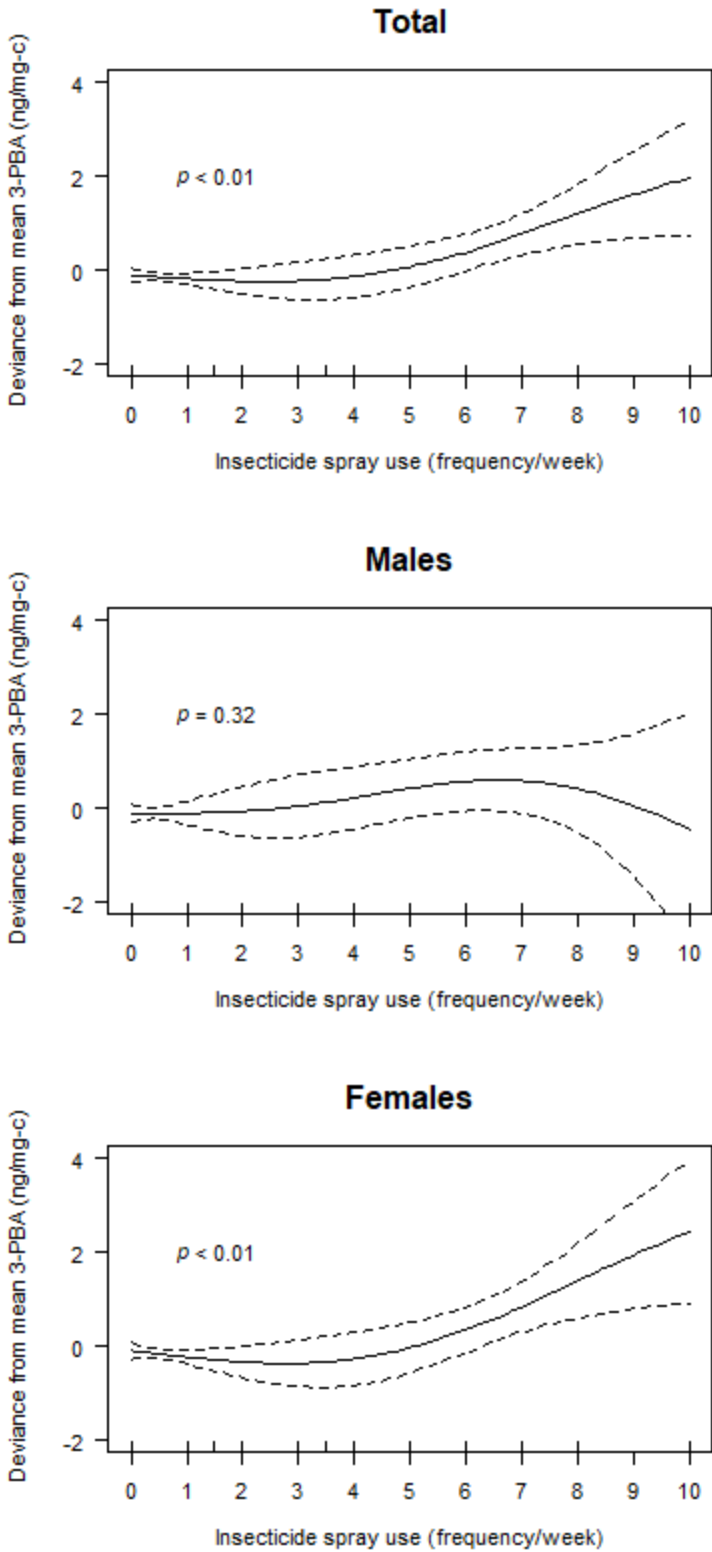 Total
Deviance from mean 3-PBA (ng/mg-c)
4
2
0
-2
p < 0.01
0 1 2 3 4 5 6 7 8 9 10
Insecticide spray use (frequency/week)
Males
Deviance from mean 3-PBA (ng/mg-c)
4
2
0
-2
p = 0.32
0 1 2 3 4 5 6 7 8 9 10
Insecticide spray use (frequency/week)
Females
Deviance from mean 3-PBA (ng/mg-c)
4
2
0
-2
p < 0.01
0 1 2 3 4 5 6 7 8 9 10
Insecticide spray use (frequency/week)